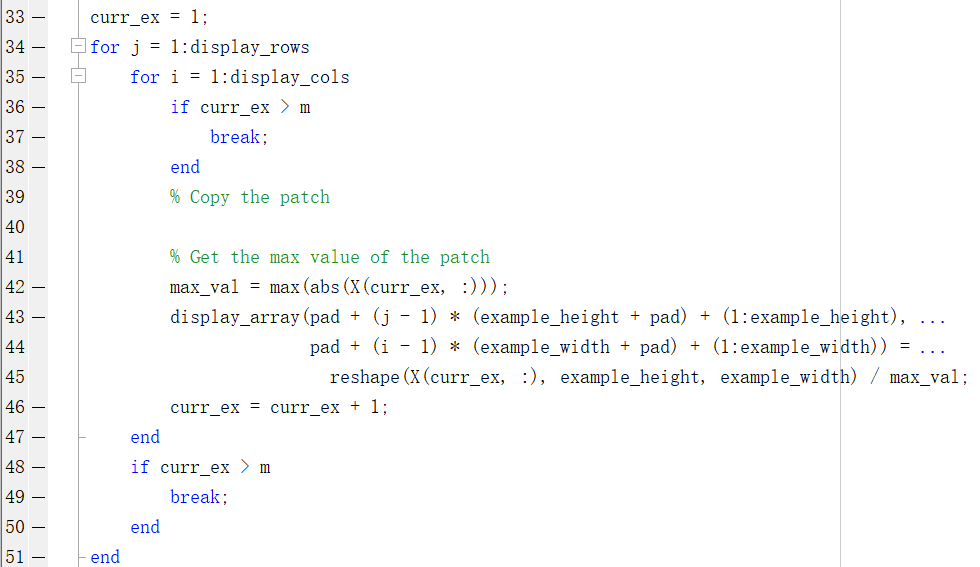 33 — curr_ex = 1;
34 — for j = 1:display_rows
35 —     for i = 1:display_cols
36 —         if curr_ex > m
37 —             break;
38 —         end
39           % Copy the patch
40
41           % Get the max value of the patch
42 —         max_val = max(abs(X(curr_ex, :)));
43 —         display_array(pad + (j - 1) * (example_height + pad) + (1:example_height), ...
44                         pad + (i - 1) * (example_width + pad) + (1:example_width)) = ...
45                           reshape(X(curr_ex, :), example_height, example_width) / max_val;
46 —         curr_ex = curr_ex + 1;
47 —     end
48 —     if curr_ex > m
49 —         break;
50 —     end
51 — end